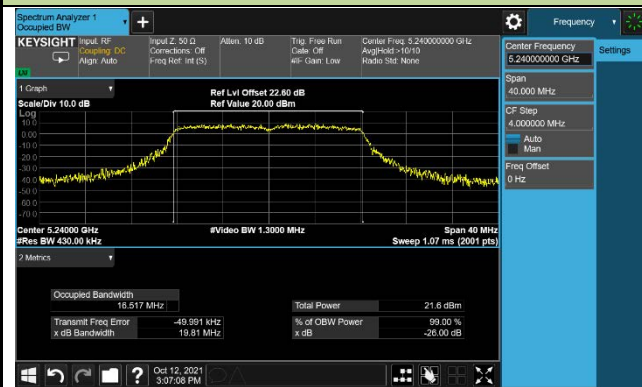 Spectrum Analyzer 1
Occupied BW
Frequency
KEYSIGHT
Input: RF
Coupling: DC
Align: Auto
Input Z: 50 Ω
Corrections: Off
Freq Ref: Int (S)
Atten: 10 dB
Trig: Free Run
Gate: Off
#IF Gain: Low
Center Freq: 5.240000000 GHz
Avg|Hold:>10/10
Radio Std: None
Center Frequency
5.240000000 GHz
Settings
Span
40.000 MHz
CF Step
4.000000 MHz
Auto
Man
Freq Offset
0 Hz
1 Graph
Scale/Div 10.0 dB
Ref Lvl Offset 22.60 dB
Ref Value 20.00 dBm
Log
10.0
0.00
-10.0
-20.0
-30.0
-40.0
-50.0
-60.0
-70.0
Center 5.24000 GHz
#Video BW 1.3000 MHz
Span 40 MHz
#Res BW 430.00 kHz
Sweep 1.07 ms (2001 pts)
2 Metrics
Occupied Bandwidth
16.517 MHz
Total Power
21.6 dBm
Transmit Freq Error
-49.991 kHz
% of OBW Power
99.00 %
x dB Bandwidth
19.81 MHz
x dB
-26.00 dB
Oct 12, 2021
3:07:08 PM